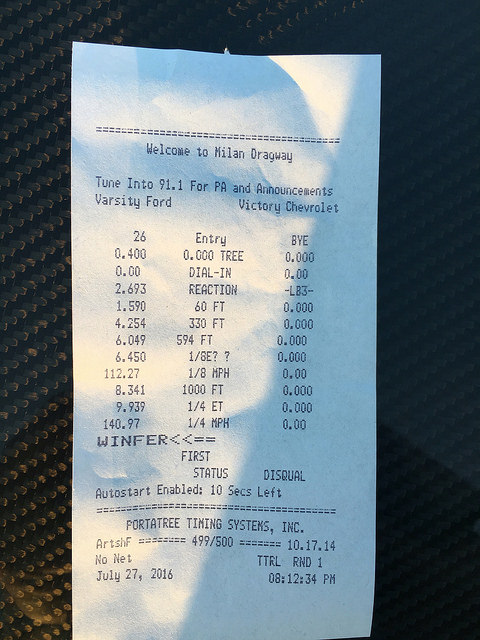 ================================
Welcome to Milan Dragway
Tune Into 91.1 For PA and Announcements
Varsity Ford Victory Chevrolet
26 Entry BYE
0.400 0.000 TREE 0.000
0.00 DIAL-IN 0.00
2.693 REACTION -LB3-
1.590 60 FT 0.000
4.254 330 FT 0.000
6.049 594 FT 0.000
6.450 1/8E? ? 0.000
112.27 1/8 MPH 0.00
8.341 1000 FT 0.000
9.939 1/4 ET 0.000
140.97 1/4 MPH 0.00
WINFER<<==
FIRST
STATUS DISQUAL
Autostart Enabled: 10 Secs Left
================================
PORTATREE TIMING SYSTEMS, INC.
ArtshF ======== 499/500 ======= 10.17.14
No Net TTRL RND 1
July 27, 2016 08:12:34 PM